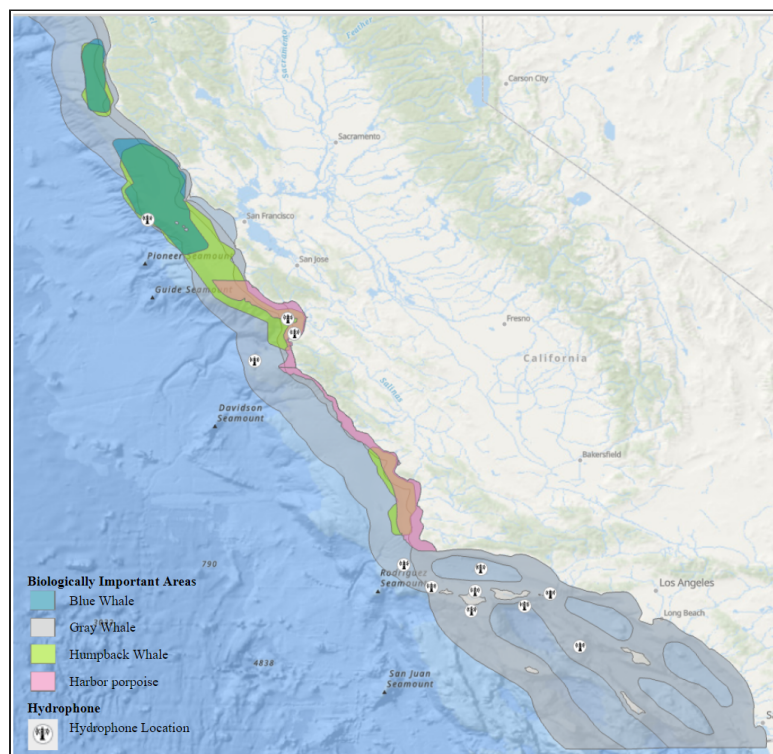 Feather
Sacramento
Carson City
Sacramento
San Francisco
Pioneer Seamount
San Jose
Guide Seamount
Fresno
California
Salinas
Davidson
Seamount
Bakersfield
790
Rodriguez
Seamount
Los Angeles
Long Beach
4838
San Juan
Seamount
Biologically Important Areas
Blue Whale
Gray Whale
Humpback Whale
Harbor porpoise
Hydrophone
Hydrophone Location